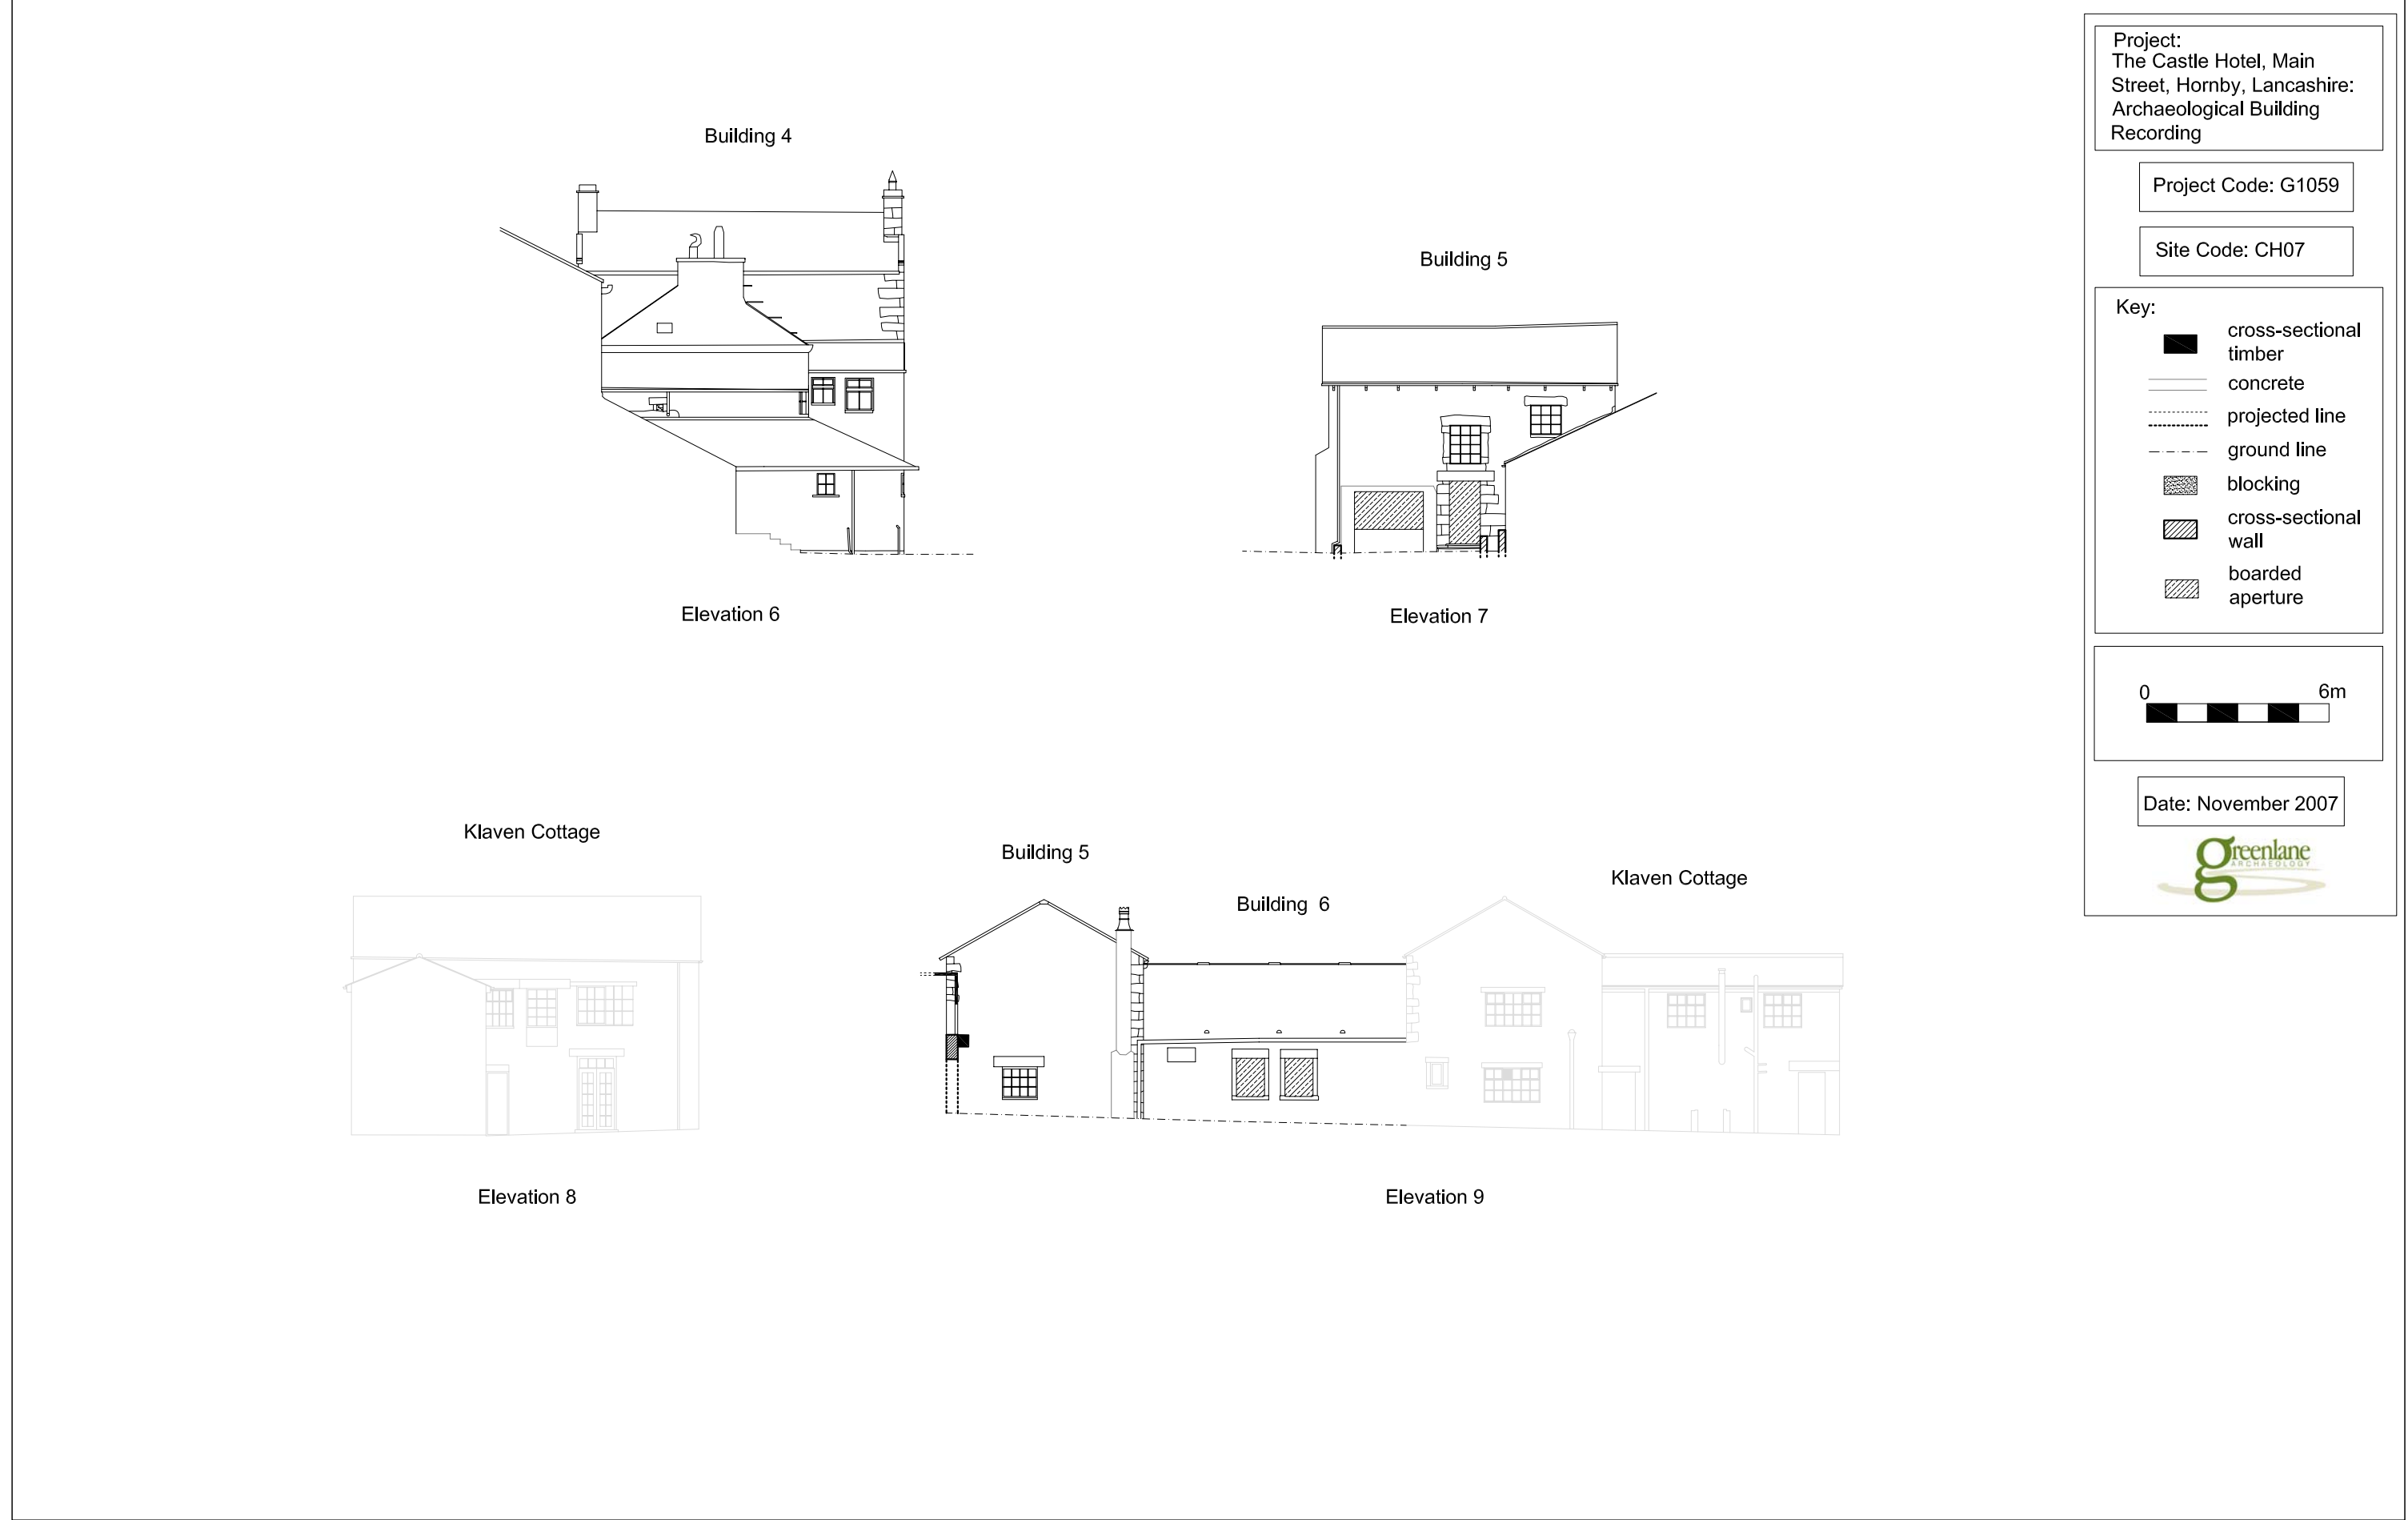 Project:
The Castle Hotel, Main
Street, Hornby, Lancashire:
Archaeological Building
Recording
Project Code: G1059
Site Code: CH07
Key:
cross-sectional
timber
concrete
projected line
ground line
blocking
cross-sectional
wall
boarded
aperture
0 6m
Date: November 2007
greenlane
ARCHAEOLOGY
Building 4
Elevation 6
Building 5
Elevation 7
Klaven Cottage
Elevation 8
Building 5
Building 6
Klaven Cottage
Elevation 9